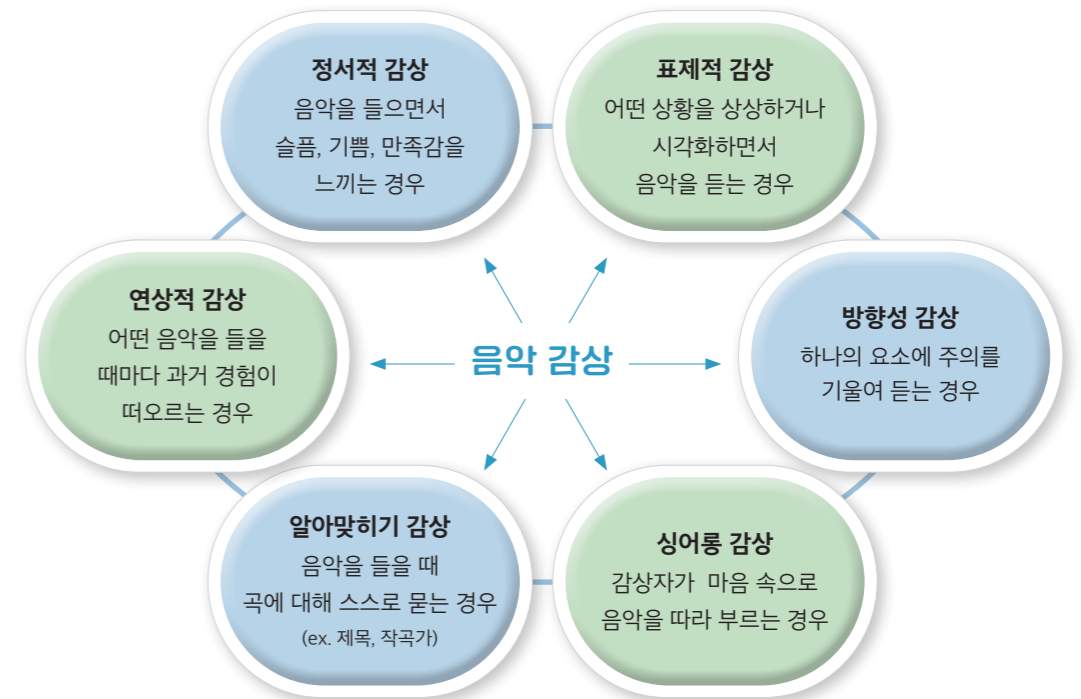 정서적 감상
음악을 들으면서
슬픔, 기쁨, 만족감을
느끼는 경우
표제적 감상
어떤 상황을 상상하거나
시각화하면서
음악을 듣는 경우
연상적 감상
어떤 음악을 들을
때마다 과거 경험이
떠오르는 경우
음악 감상
방향성 감상
하나의 요소에 주의를
기울여 듣는 경우
알아맞히기 감상
음악을 들을 때
곡에 대해 스스로 묻는 경우
(ex. 제목, 작곡가)
싱어롱 감상
감상자가 마음 속으로
음악을 따라 부르는 경우